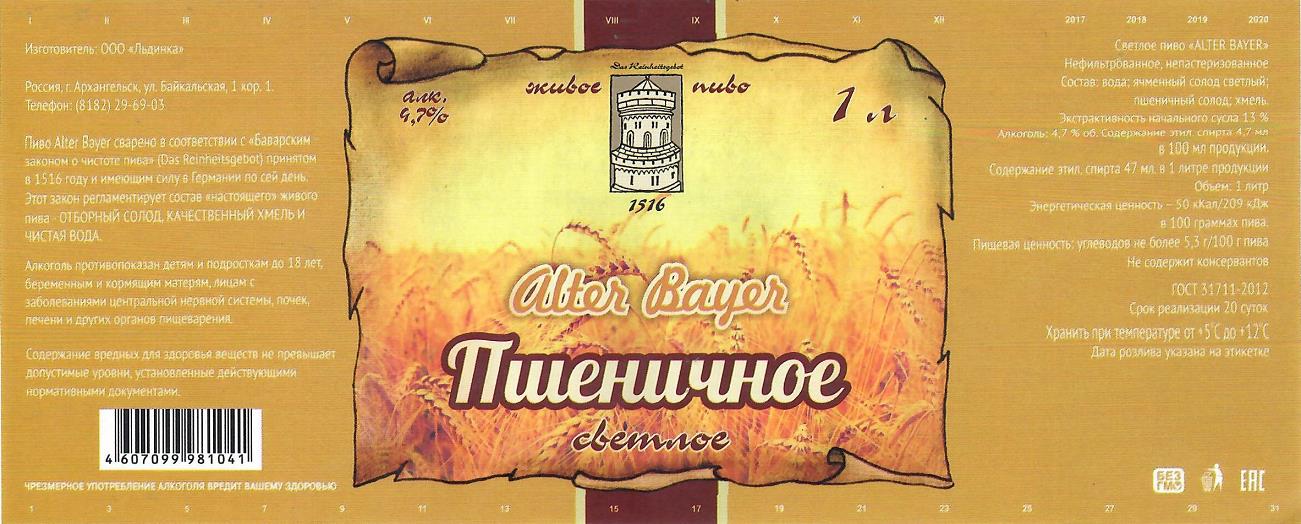 I II III IV V VI VII VIII IX X XI XII 2017 2018 2019 2020
Изготовитель: ООО «Льдинка»
Россия, г. Архангельск, ул. Байкальская, 1 кор. 1.
Телефон: (8182) 29-69-03
Пиво Alter Bayer сварено в соответствии с «Баварским
законом о чистоте пива» (Das Reinheitsgebot) принятом
в 1516 году и имеющим силу в Германии по сей день.
Этот закон регламентирует состав «настоящего» живого
пива - ОТБОРНЫЙ СОЛОД, КАЧЕСТВЕННЫЙ ХМЕЛЬ И
ЧИСТАЯ ВОДА.
Алкоголь противопоказан детям и подросткам до 18 лет,
беременным и кормящим матерям, лицам с
заболеваниями центральной нервной системы, почек,
печени и других органов пищеварения.
Содержание вредных для здоровья веществ не превышает
допустимые уровни, установленные действующими
нормативными документами.
4 607099 981041
ЧРЕЗМЕРНОЕ УПОТРЕБЛЕНИЕ АЛКОГОЛЯ ВРЕДИТ ВАШЕМУ ЗДОРОВЬЮ
Das Reinheitsgebot
живое пиво
алк.
4,7%
1 л
1516
Alter Bayer
Пшеничное
светлое
Светлое пиво «ALTER BAYER»
Нефильтрованное, непастеризованное
Состав: вода; ячменный солод светлый;
пшеничный солод; хмель.
Экстрактивность начального сусла 13 %
Алкоголь: 4,7 % об. Содержание этил. спирта 4,7 мл
в 100 мл продукции.
Содержание этил. спирта 47 мл. в 1 литре продукции
Объем: 1 литр
Энергетическая ценность – 50 кКал/209 кДж
в 100 граммах пива.
Пищевая ценность: углеводов не более 5,3 г/100 г пива
Не содержит консервантов
ГОСТ 31711-2012
Срок реализации 20 суток
Хранить при температуре от +5˚С до +12˚С
Дата розлива указана на этикетке
БЕЗ
ГМО
ЕАС
1 3 5 7 9 11 13 15 17 19 21 23 25 27 29 31